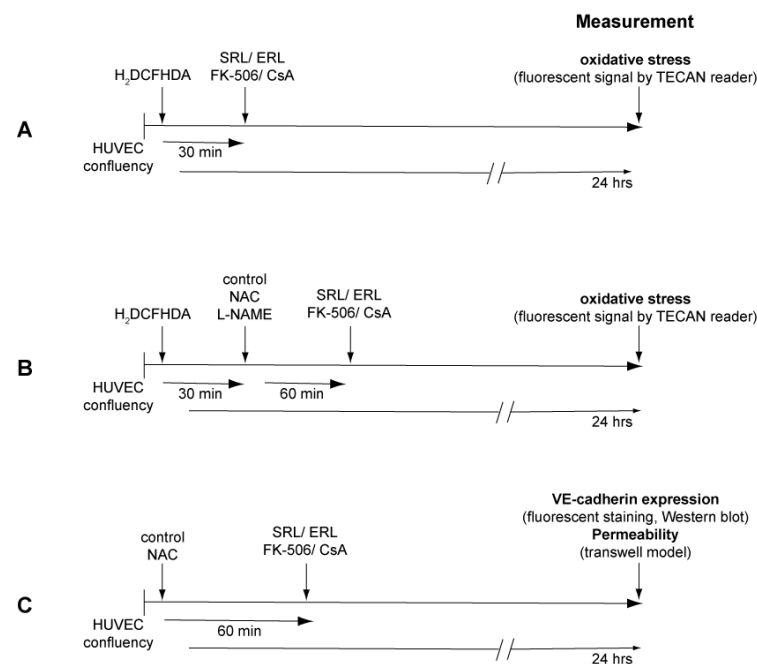 Measurement
A
H₂DCFHDA
SRL/ ERL
FK-506/ CsA
oxidative stress
(fluorescent signal by TECAN reader)
HUVEC
confluency
30 min
24 hrs
B
H₂DCFHDA
control
NAC
L-NAME
SRL/ ERL
FK-506/ CsA
oxidative stress
(fluorescent signal by TECAN reader)
HUVEC
confluency
30 min
60 min
24 hrs
C
control
NAC
SRL/ ERL
FK-506/ CsA
VE-cadherin expression
(fluorescent staining, Western blot)
Permeability
(transwell model)
HUVEC
confluency
60 min
24 hrs